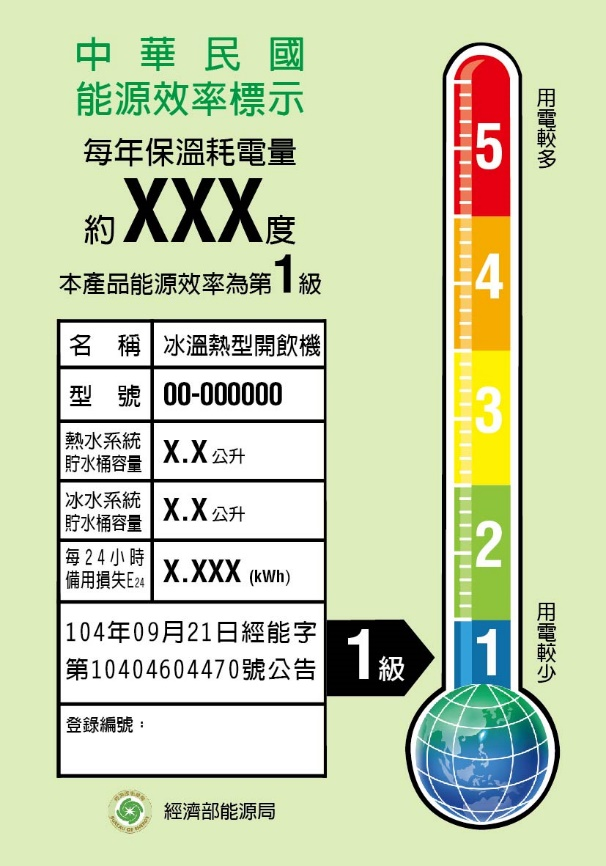 中華民國
能源效率標示
每年保溫耗電量
約XXX度
本產品能源效率為第1級
名稱 冰溫熱型開飲機
型號 00-000000
熱水系統
貯水桶容量 X.X公升
冰水系統
貯水桶容量 X.X公升
每24小時
備用損失E24 X.XXX (kWh)
104年09月21日經能字
第10404604470號公告
1級
登錄編號：
經濟部能源局
用電較多
5
4
3
2
1
用電較少